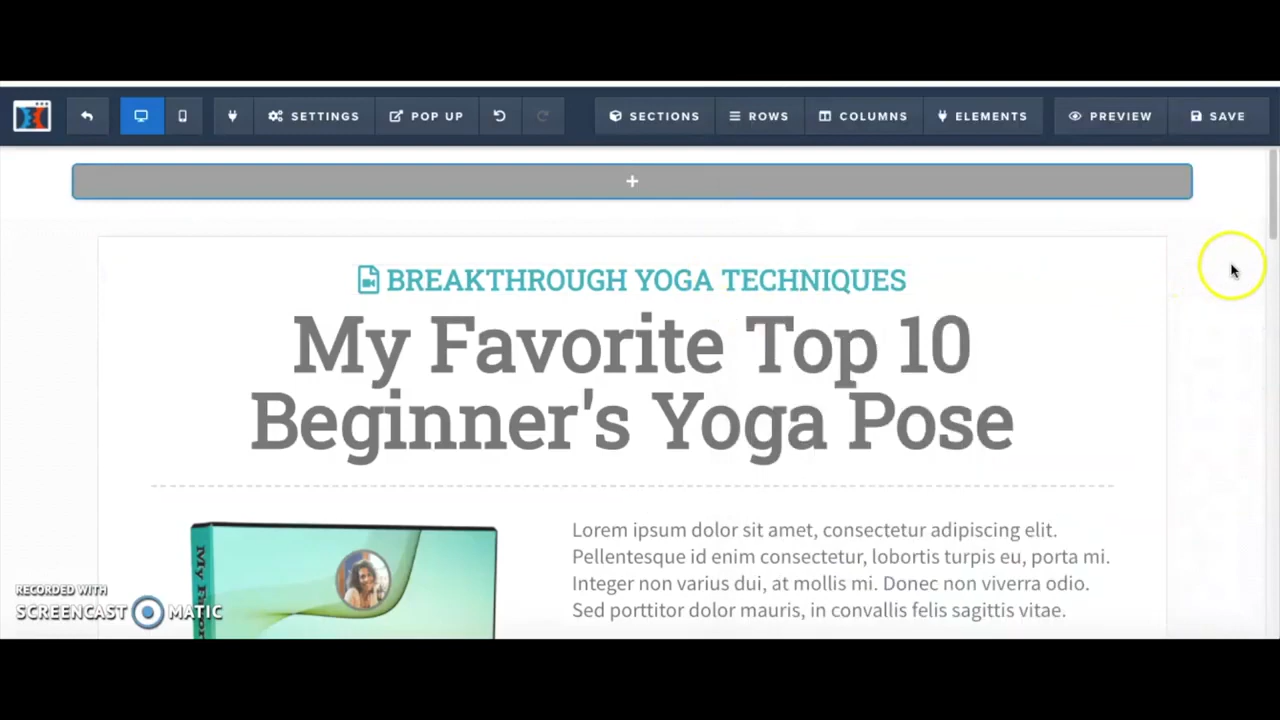 SETTINGS POP UP SECTIONS ROWS COLUMNS ELEMENTS PREVIEW SAVE
+
BREAKTHROUGH YOGA TECHNIQUES
My Favorite Top 10
Beginner's Yoga Pose
Lorem ipsum dolor sit amet, consectetur adipiscing elit.
Pellentesque id enim consectetur, lobortis turpis eu, porta mi.
Integer non varius dui, at mollis mi. Donec non viverra odio.
Sed porttitor dolor mauris, in convallis felis sagittis vitae.
My Favor
RECORDED WITH
SCREENCAST MATIC